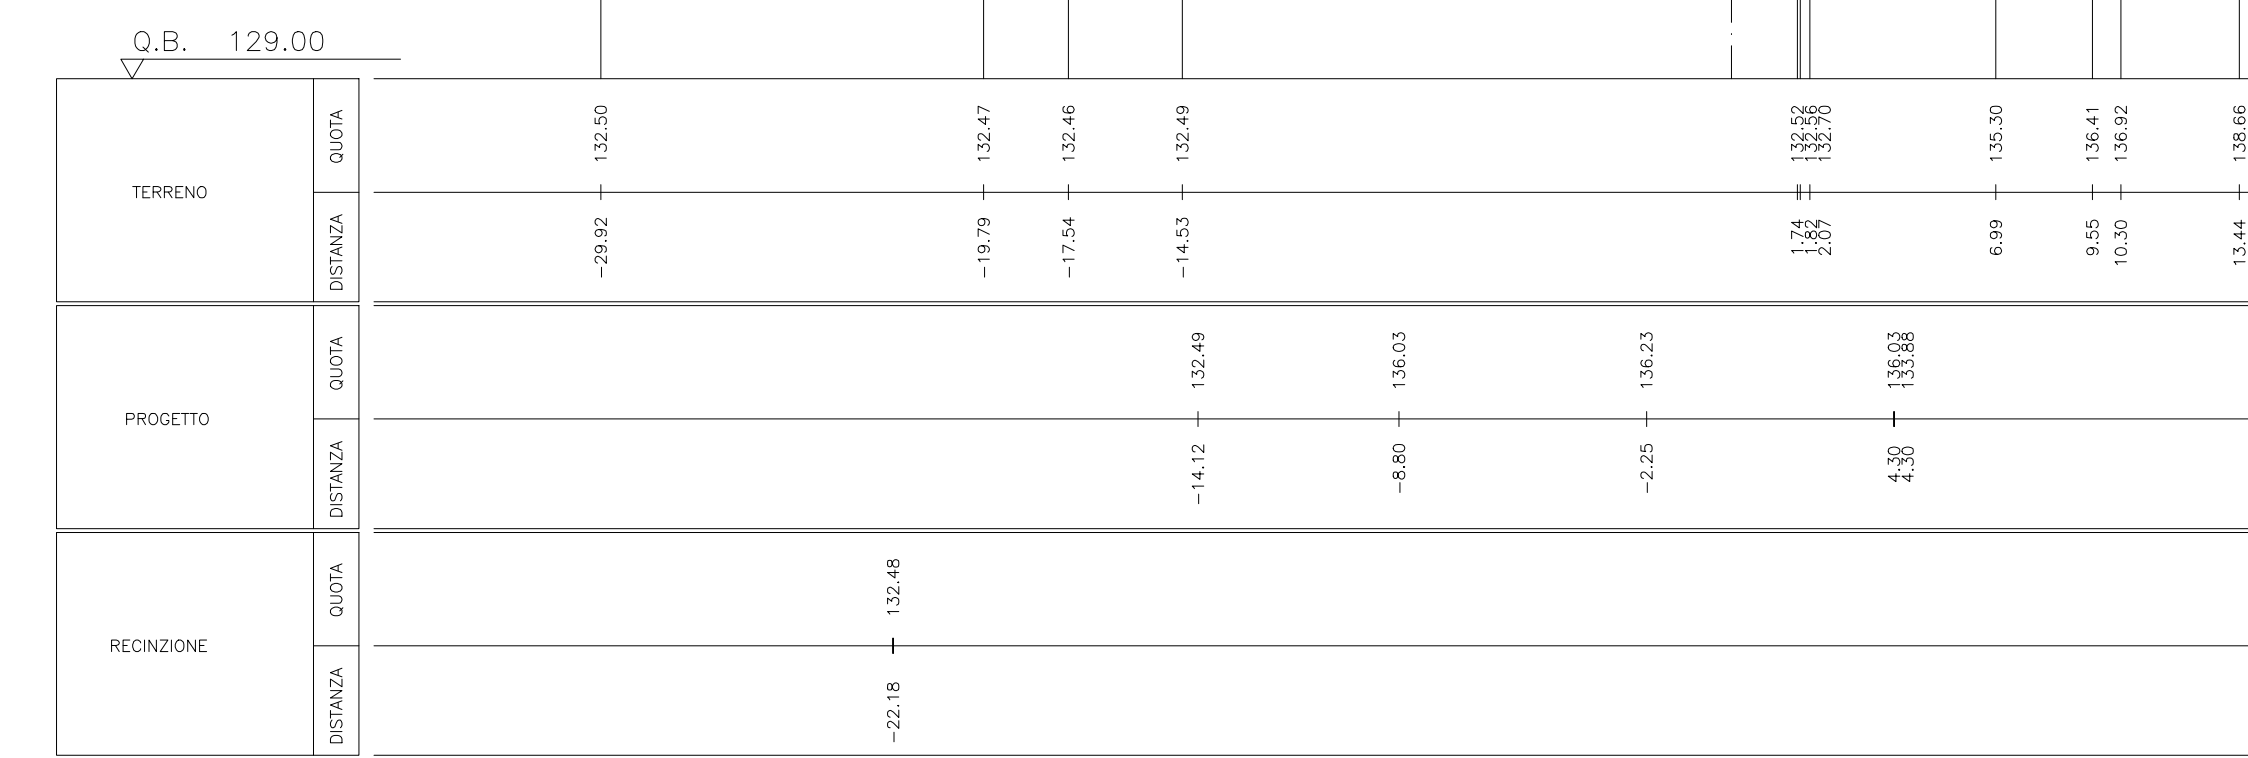 Q.B. 129.00
TERRENO
QUOTA
132.50 132.47 132.46 132.49 132.52 132.56 132.70 135.30 136.41 136.92 138.66
DISTANZA
-29.92 -19.79 -17.54 -14.53 1.74 1.82 2.07 6.99 9.55 10.30 13.44
PROGETTO
QUOTA
132.49 136.03 136.23 136.03 133.88
DISTANZA
-14.12 -8.80 -2.25 4.30 4.30
RECINZIONE
QUOTA
132.48
DISTANZA
-22.18